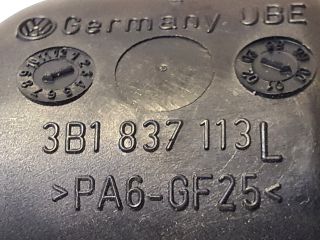 Germany UBE
3B1 837 113 L
>PA6-GF25<